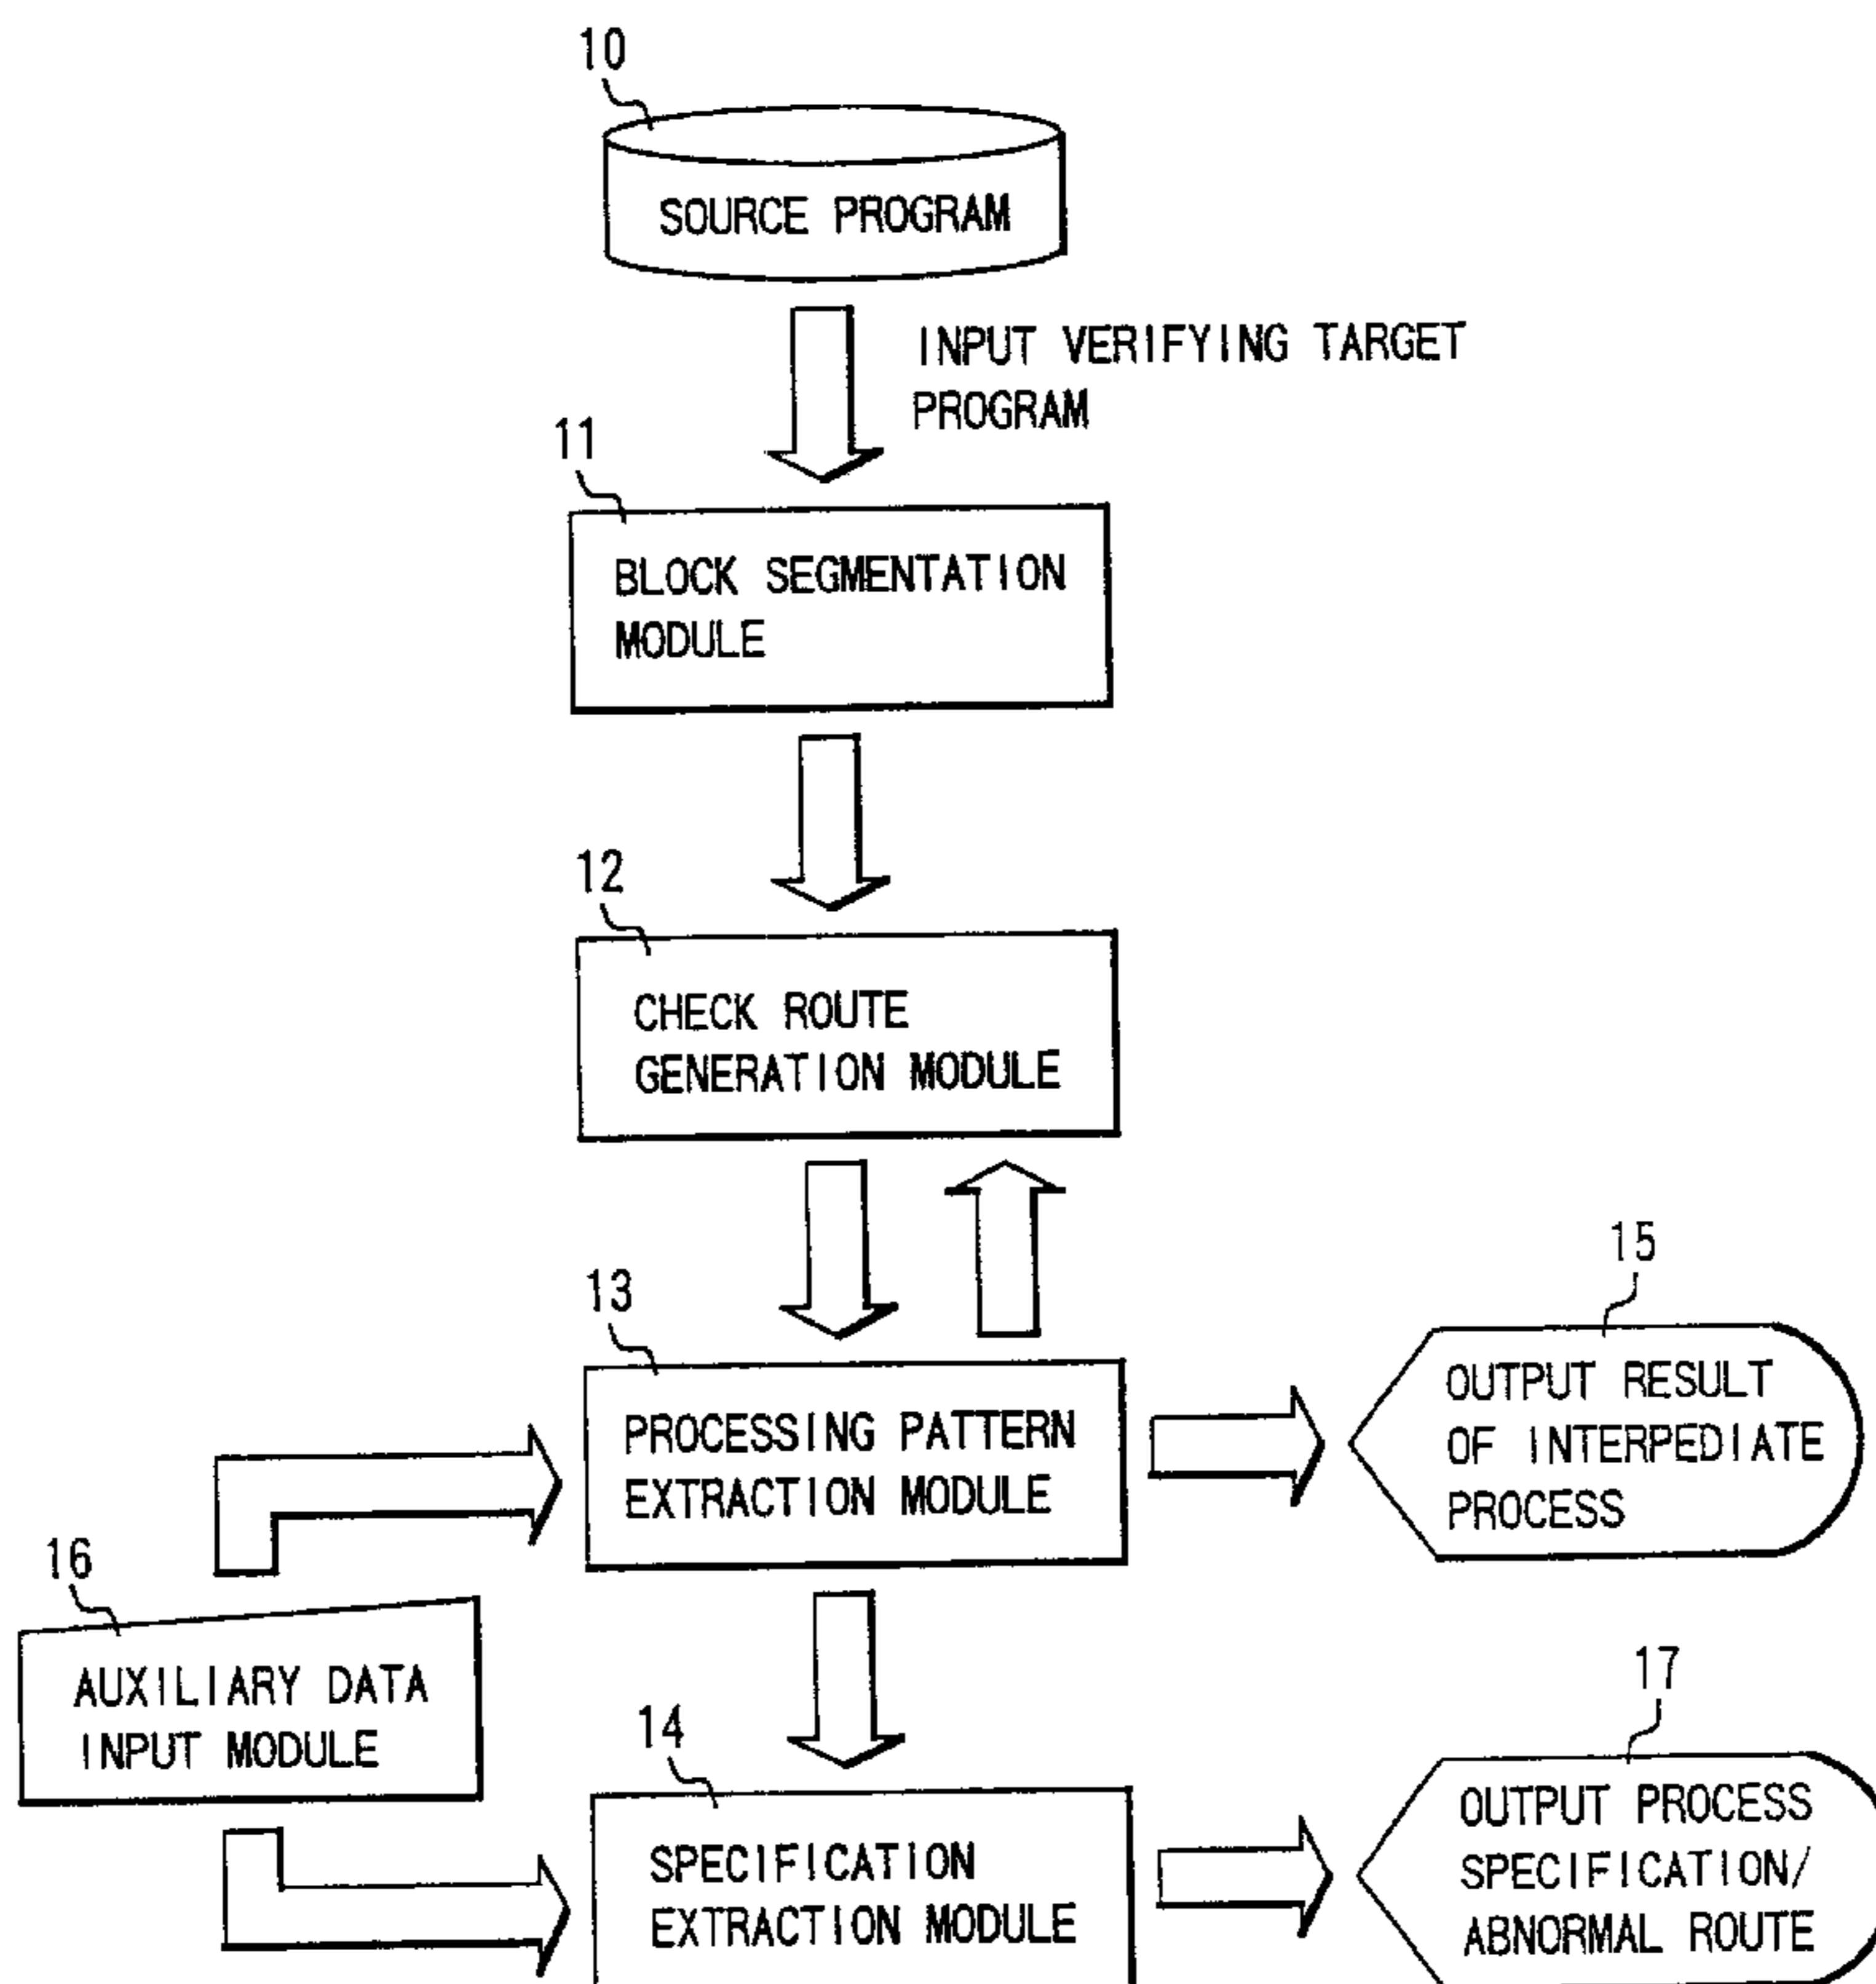 10
SOURCE PROGRAM
INPUT VERIFYING TARGET
PROGRAM
11
BLOCK SEGMENTATION
MODULE
12
CHECK ROUTE
GENERATION MODULE
13
PROCESSING PATTERN
EXTRACTION MODULE
15
OUTPUT RESULT
OF INTERPEDIATE
PROCESS
16
AUXILIARY DATA
INPUT MODULE
14
SPECIFICATION
EXTRACTION MODULE
17
OUTPUT PROCESS
SPECIFICATION/
ABNORMAL ROUTE